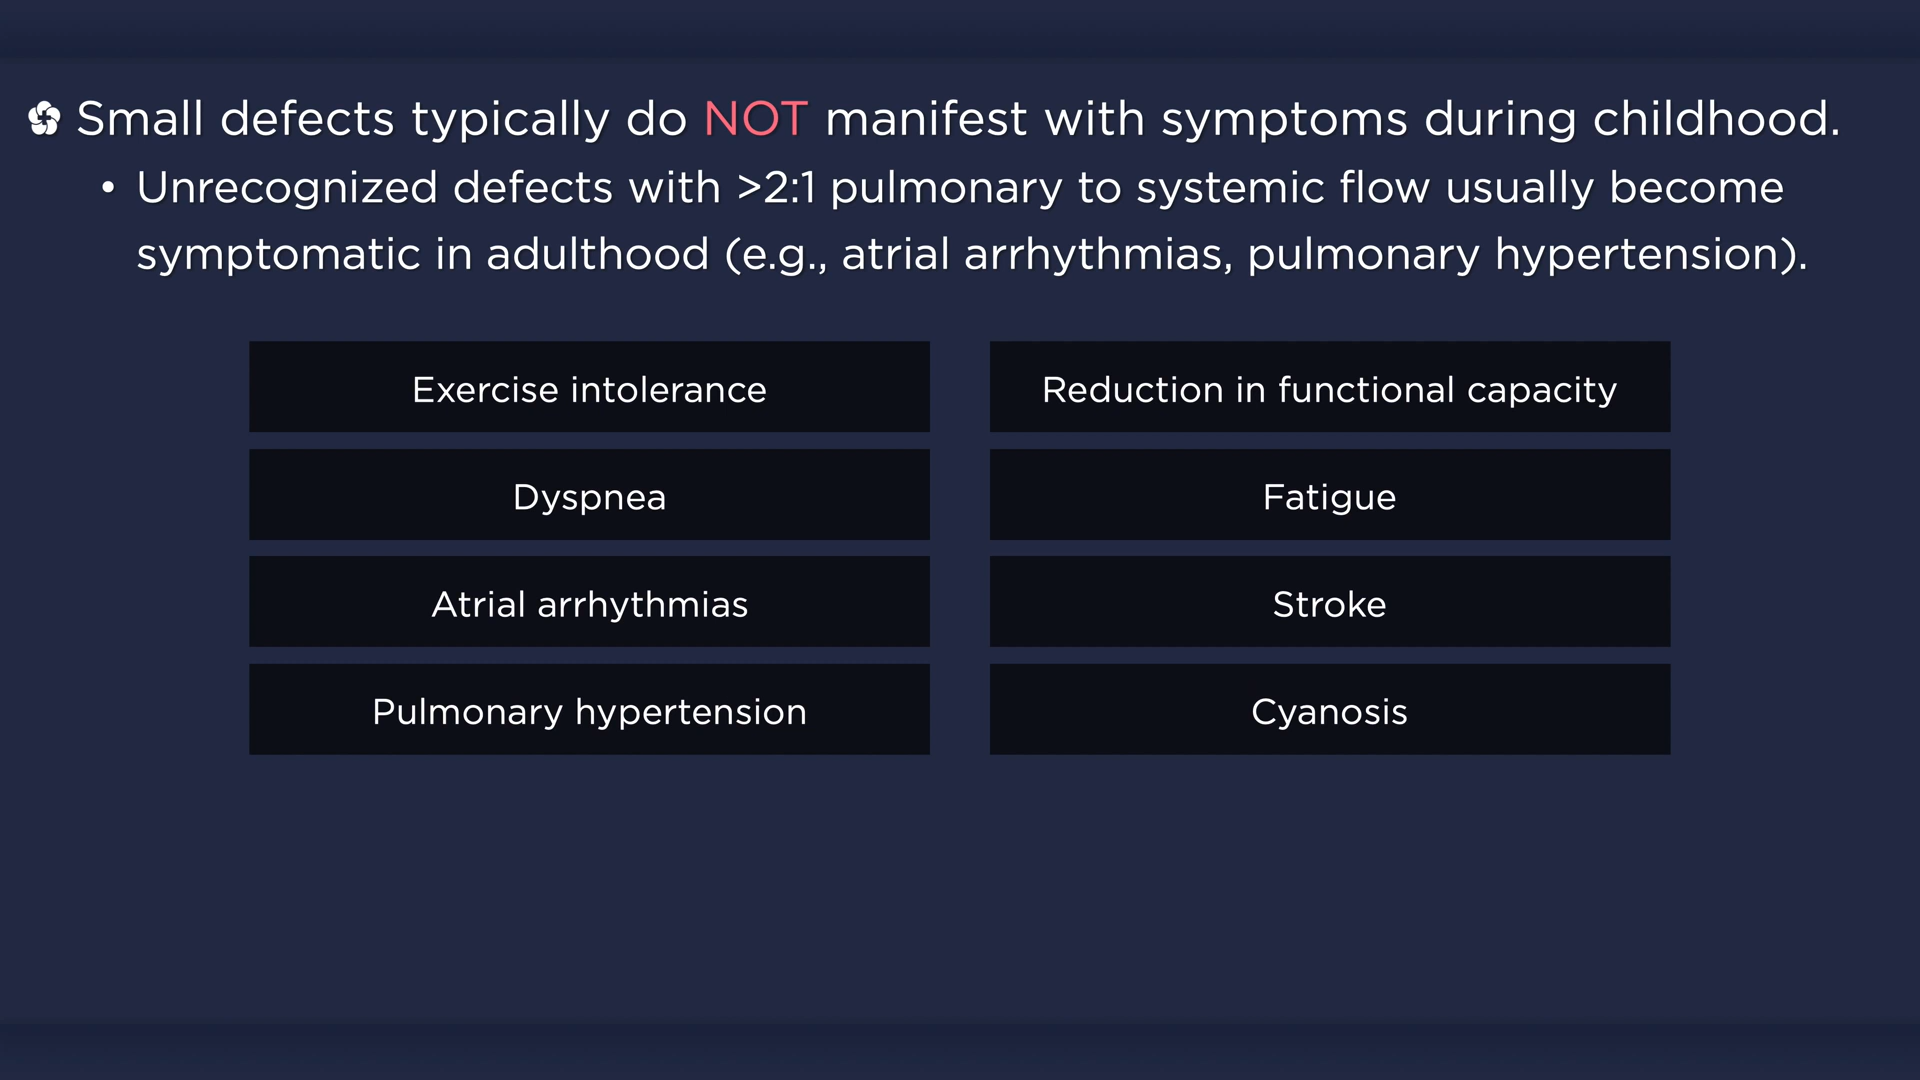 Small defects typically do NOT manifest with symptoms during childhood.
• Unrecognized defects with >2:1 pulmonary to systemic flow usually become
symptomatic in adulthood (e.g., atrial arrhythmias, pulmonary hypertension).
Exercise intolerance
Reduction in functional capacity
Dyspnea
Fatigue
Atrial arrhythmias
Stroke
Pulmonary hypertension
Cyanosis